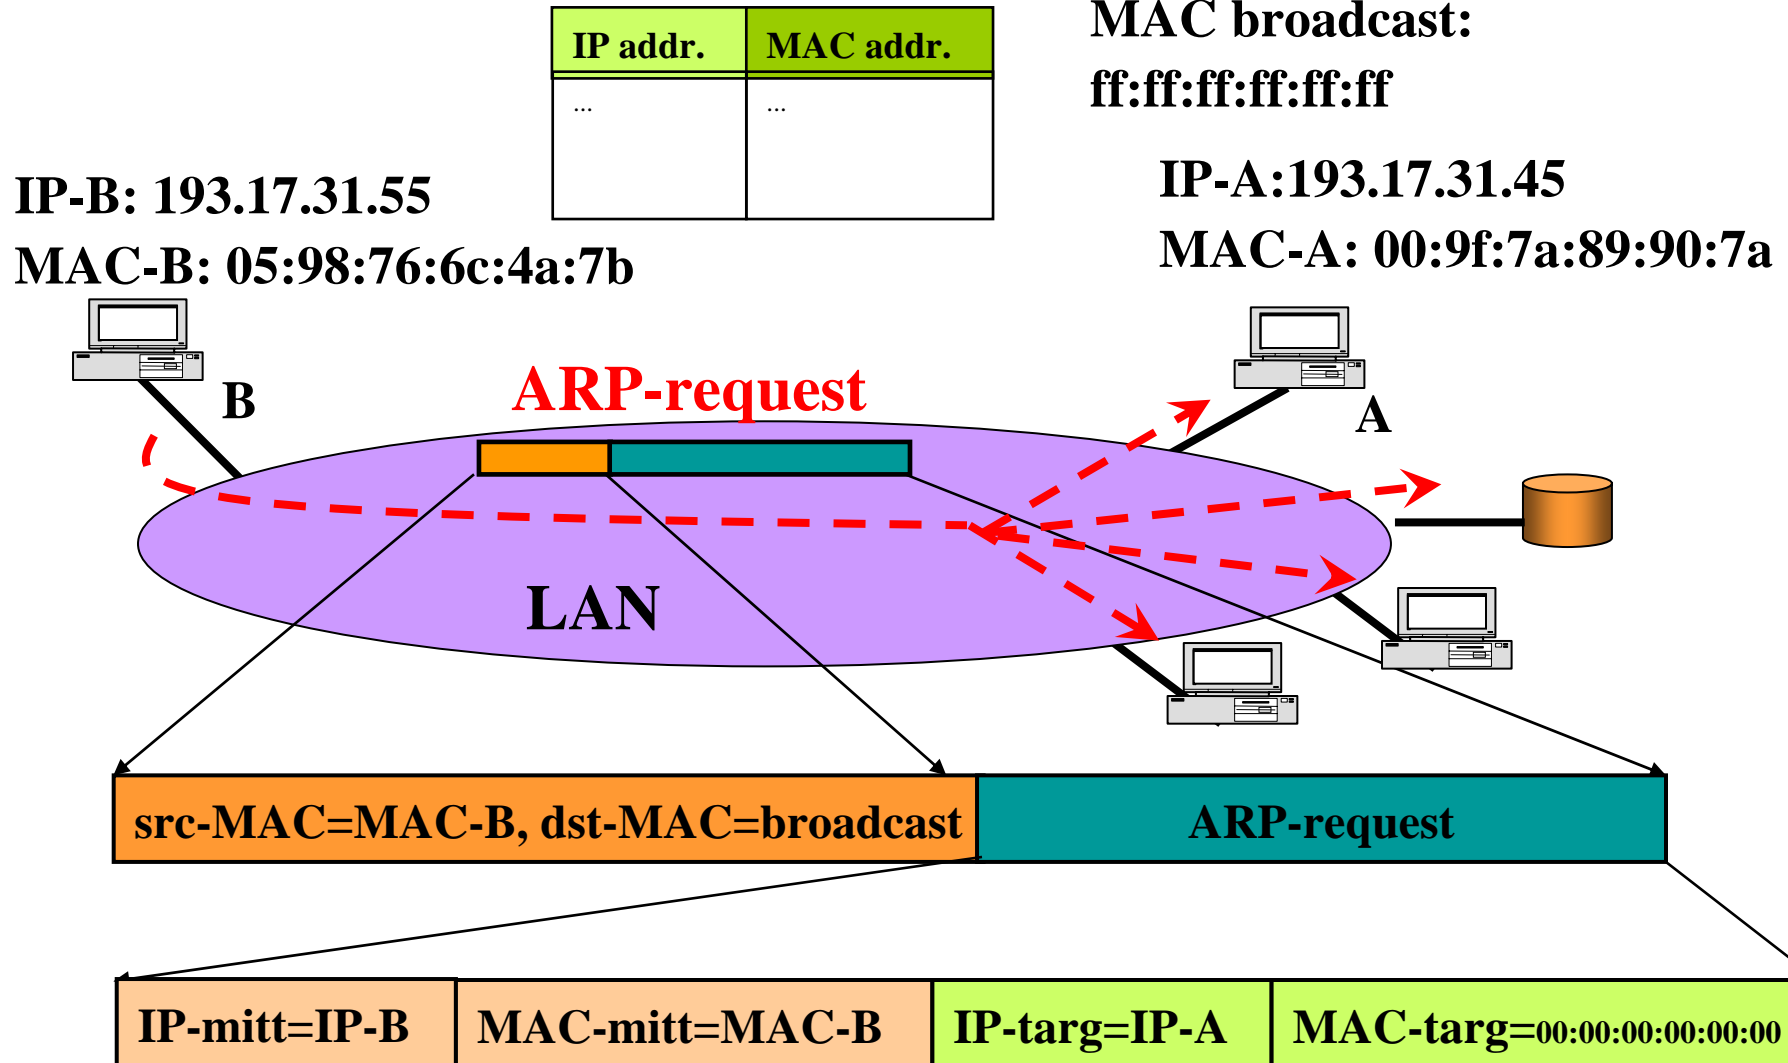 MAC broadcast:
ff:ff:ff:ff:ff:ff
IP addr. MAC addr.
... ...
IP-B: 193.17.31.55
MAC-B: 05:98:76:6c:4a:7b
IP-A:193.17.31.45
MAC-A: 00:9f:7a:89:90:7a
B
ARP-request
A
LAN
src-MAC=MAC-B, dst-MAC=broadcast ARP-request
IP-mitt=IP-B MAC-mitt=MAC-B IP-targ=IP-A MAC-targ=00:00:00:00:00:00